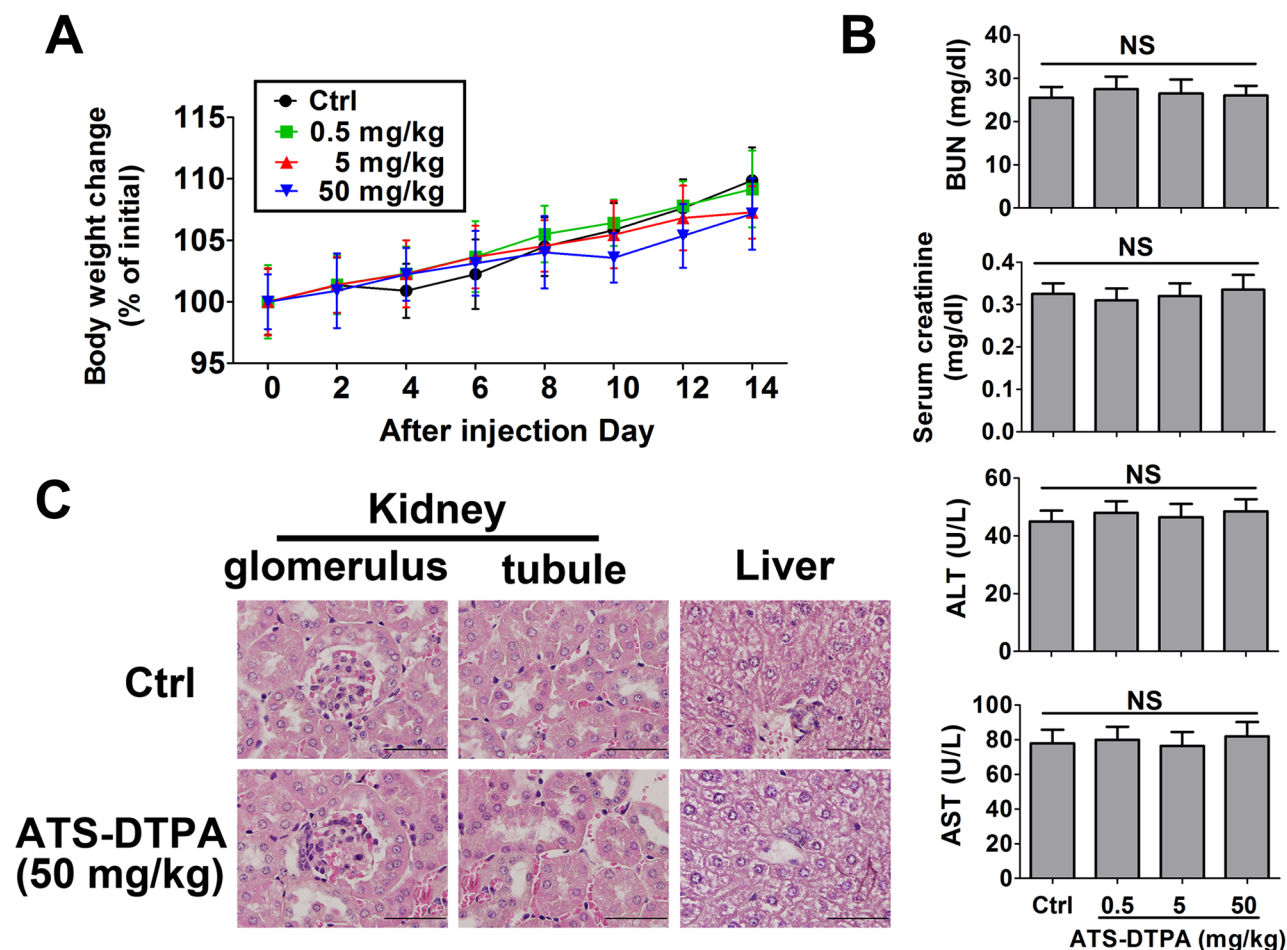 A
Ctrl
0.5 mg/kg
5 mg/kg
50 mg/kg
115
110
105
100
95
Body weight change
(% of initial)
0 2 4 6 8 10 12 14
After injection Day
B
NS
40
30
20
10
0
BUN (mg/dl)
NS
0.4
0.3
0.2
0.1
0.0
Serum creatinine
(mg/dl)
NS
60
40
20
0
ALT (U/L)
NS
100
80
60
40
20
0
AST (U/L)
Ctrl 0.5 5 50
ATS-DTPA (mg/kg)
C
Kidney
glomerulus tubule Liver
Ctrl
ATS-DTPA
(50 mg/kg)